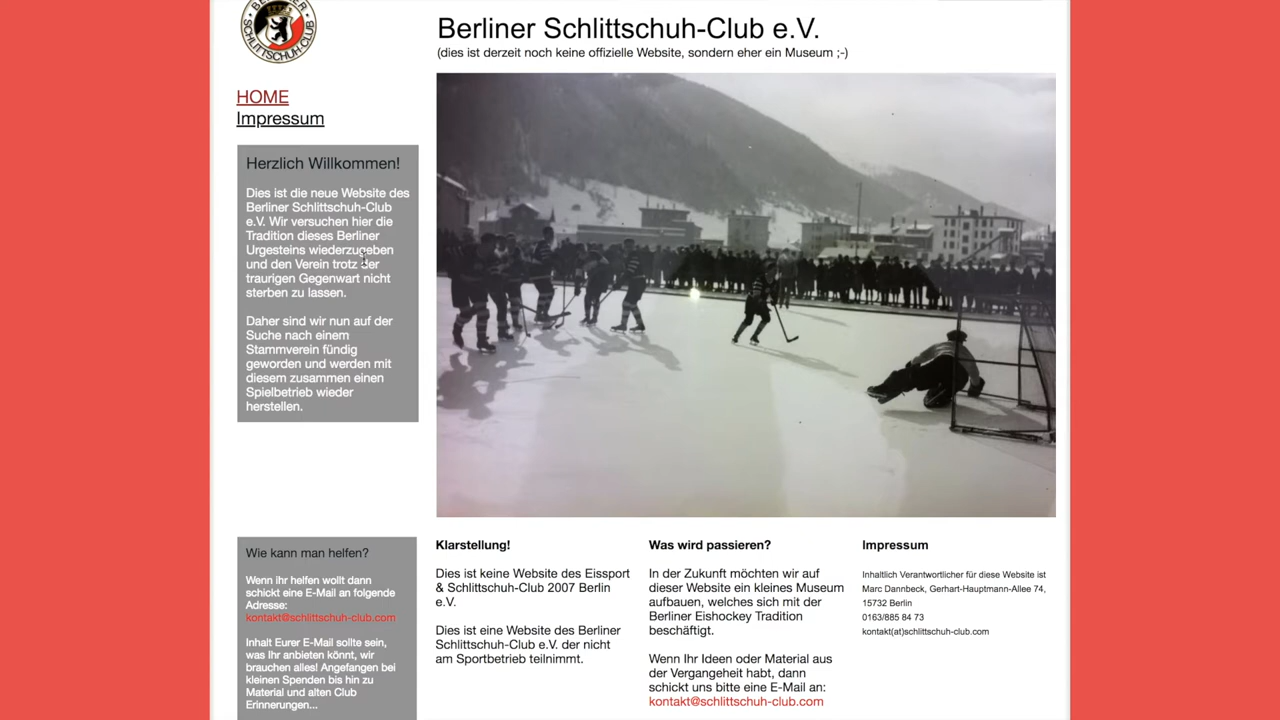 SCHLITTSCHUH-CLUB
Berliner Schlittschuh-Club e.V.
(dies ist derzeit noch keine offizielle Website, sondern eher ein Museum ;-)
HOME
Impressum
Herzlich Willkommen!
Dies ist die neue Website des
Berliner Schlittschuh-Club
e.V. Wir versuchen hier die
Tradition dieses Berliner
Urgesteins wiederzugeben
und den Verein trotz der
traurigen Gegenwart nicht
sterben zu lassen.
Daher sind wir nun auf der
Suche nach einem
Stammverein fündig
geworden und werden mit
diesem zusammen einen
Spielbetrieb wieder
herstellen.
Wie kann man helfen?
Wenn ihr helfen wollt dann
schickt eine E-Mail an folgende
Adresse:
kontakt@schlittschuh-club.com
Inhalt Eurer E-Mail sollte sein,
was Ihr anbieten könnt, wir
brauchen alles! Angefangen bei
kleinen Spenden bis hin zu
Material und alten Club
Erinnerungen...
Klarstellung!
Dies ist keine Website des Eissport
& Schlittschuh-Club 2007 Berlin
e.V.
Dies ist eine Website des Berliner
Schlittschuh-Club e.V. der nicht
am Sportbetrieb teilnimmt.
Was wird passieren?
In der Zukunft möchten wir auf
dieser Website ein kleines Museum
aufbauen, welches sich mit der
Berliner Eishockey Tradition
beschäftigt.
Wenn Ihr Ideen oder Material aus
der Vergangeheit habt, dann
schickt uns bitte eine E-Mail an:
kontakt@schlittschuh-club.com
Impressum
Inhaltlich Verantwortlicher für diese Website ist
Marc Dannbeck, Gerhart-Hauptmann-Allee 74,
15732 Berlin
0163/885 84 73
kontakt(at)schlittschuh-club.com